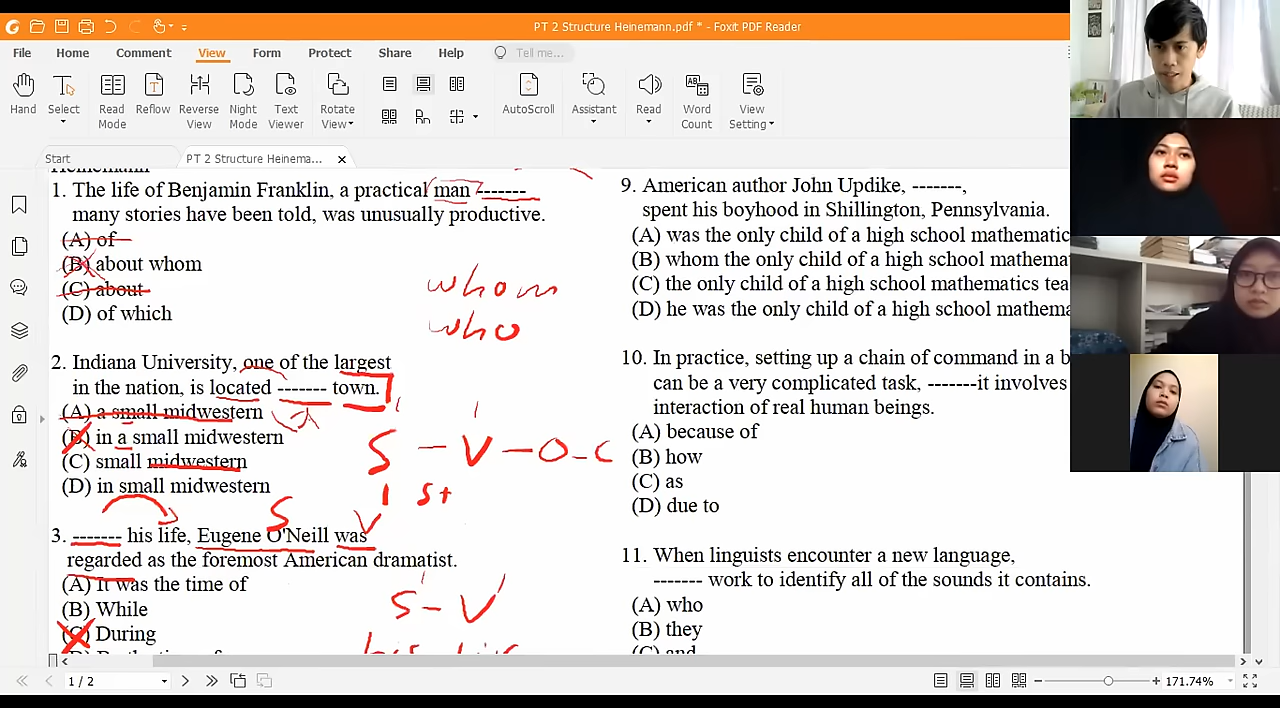 PT 2 Structure Heinemann.pdf * - Foxit PDF Reader
File Home Comment View Form Protect Share Help Tell me...
Hand Select Read Mode Reflow Reverse View Night Mode Text Viewer Rotate View AutoScroll Assistant Read Word Count View Setting
Start PT 2 Structure Heinema... ×
Heinemann
1. The life of Benjamin Franklin, a practical man -------
many stories have been told, was unusually productive.
(A) of
(B) about whom
(C) about
(D) of which
whom
who
2. Indiana University, one of the largest
in the nation, is located ------- town.
(A) a small midwestern
(B) in a small midwestern
(C) small midwestern
(D) in small midwestern
S - V - O - C
S+
S V
3. ------- his life, Eugene O'Neill was
regarded as the foremost American dramatist.
(A) It was the time of
(B) While
(C) During
S - V
9. American author John Updike, -------,
spent his boyhood in Shillington, Pennsylvania.
(A) was the only child of a high school mathematic
(B) whom the only child of a high school mathema
(C) the only child of a high school mathematics tea
(D) he was the only child of a high school mathema
10. In practice, setting up a chain of command in a b
can be a very complicated task, -------it involves
interaction of real human beings.
(A) because of
(B) how
(C) as
(D) due to
11. When linguists encounter a new language,
------- work to identify all of the sounds it contains.
(A) who
(B) they
(C) and
1 / 2
171.74%